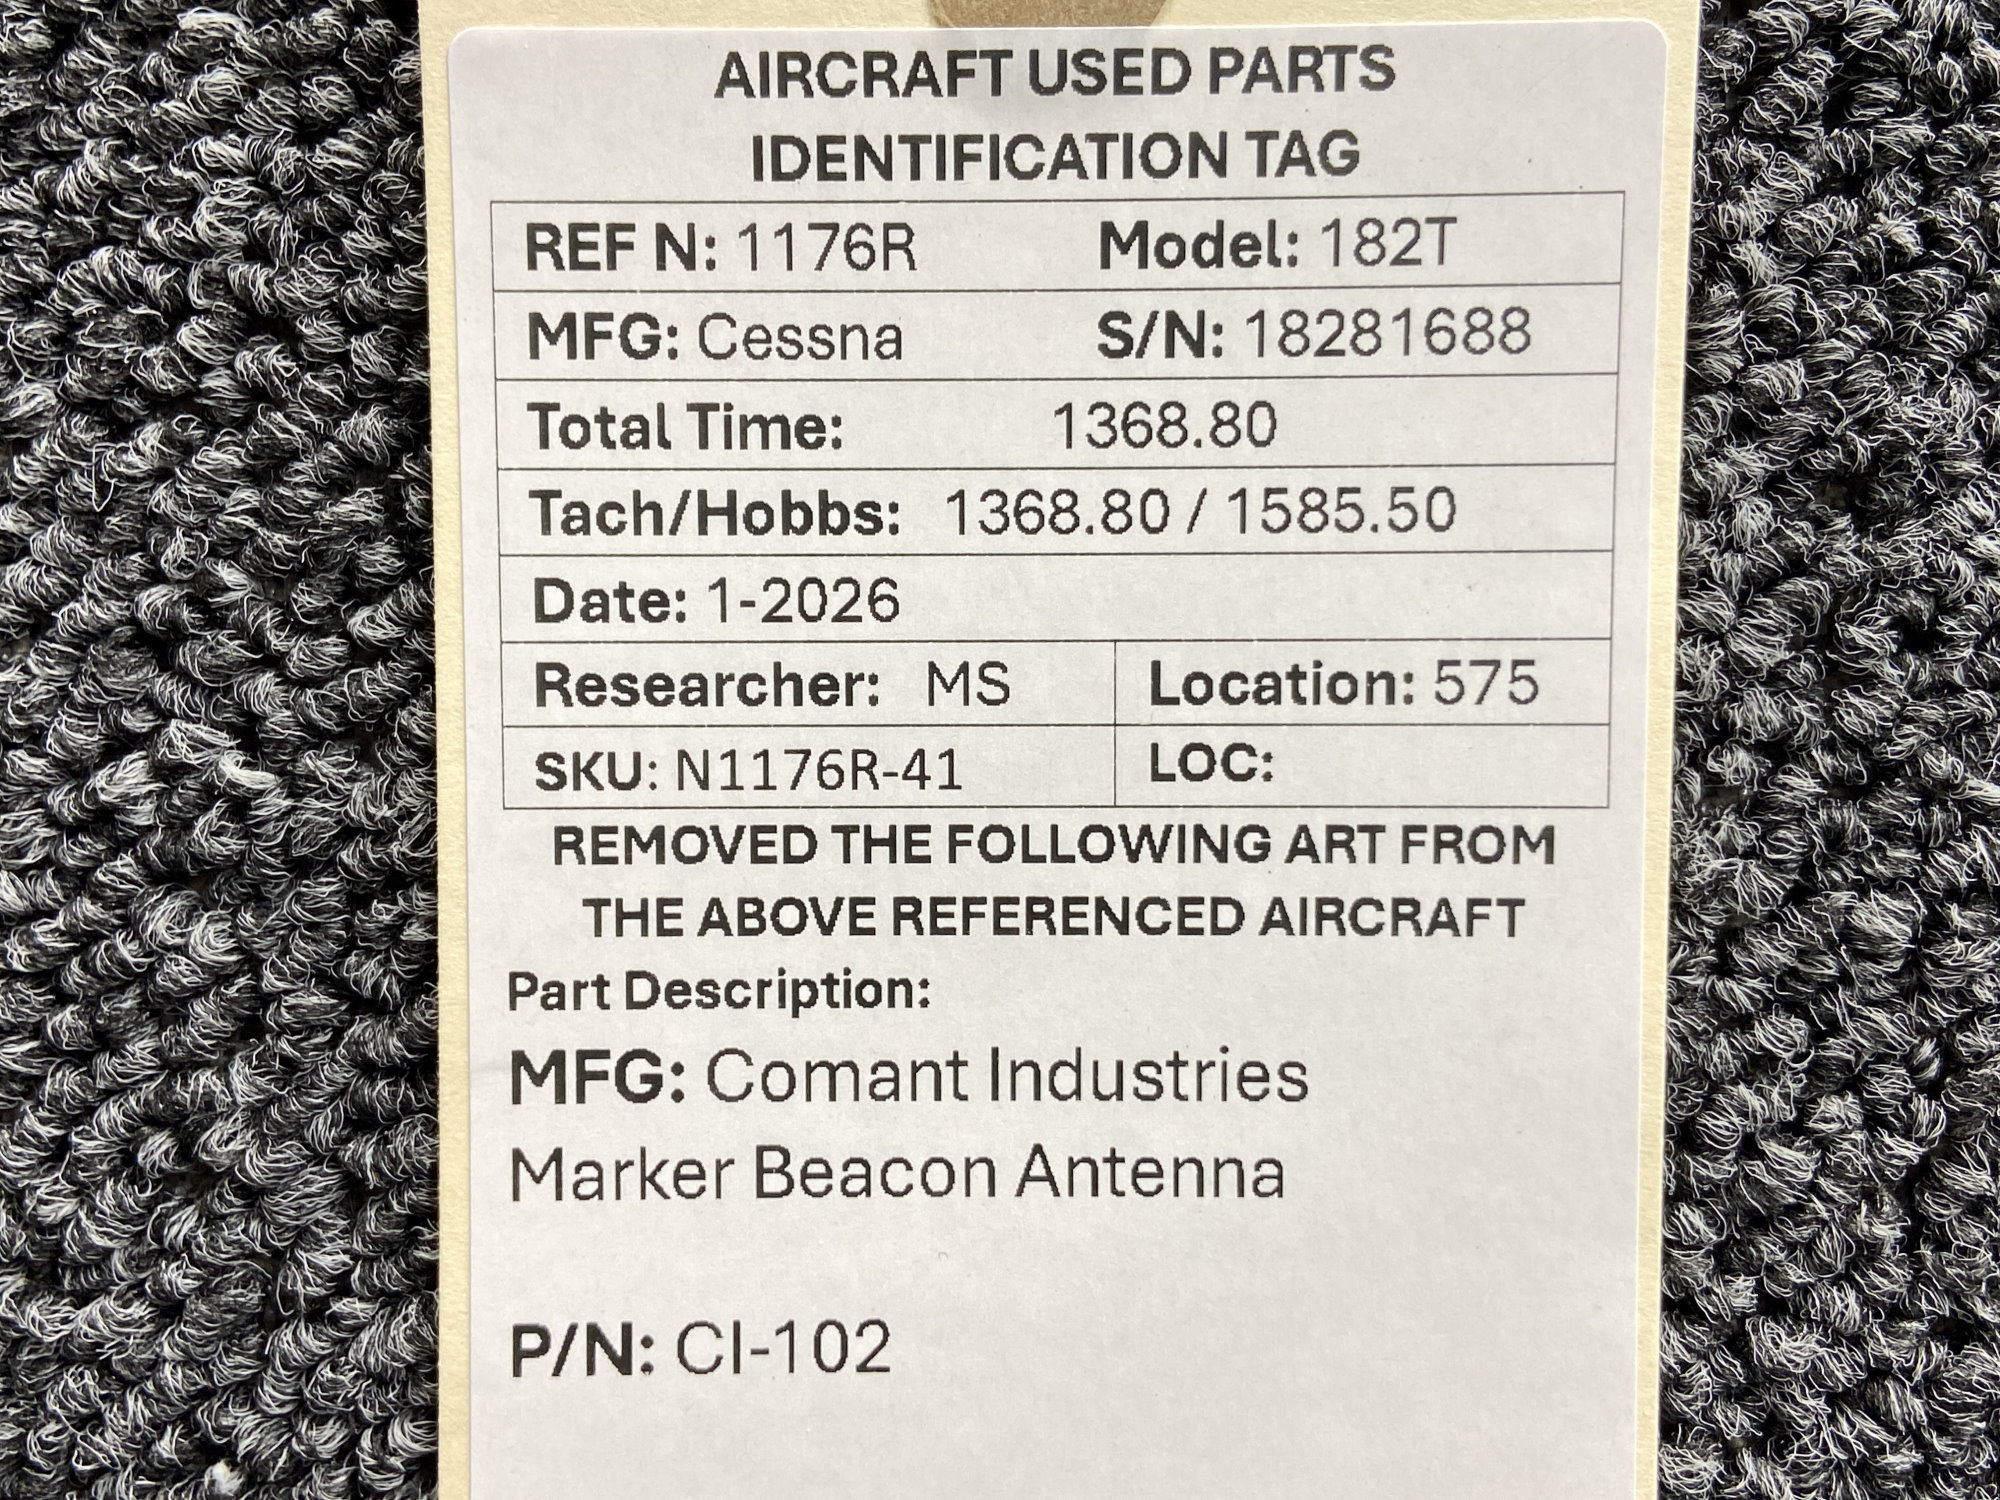 AIRCRAFT USED PARTS
IDENTIFICATION TAG
REF N: 1176R Model: 182T
MFG: Cessna S/N: 18281688
Total Time: 1368.80
Tach/Hobbs: 1368.80 / 1585.50
Date: 1-2026
Researcher: MS Location: 575
SKU: N1176R-41 LOC:
REMOVED THE FOLLOWING ART FROM
THE ABOVE REFERENCED AIRCRAFT
Part Description:
MFG: Comant Industries
Marker Beacon Antenna
P/N: CI-102